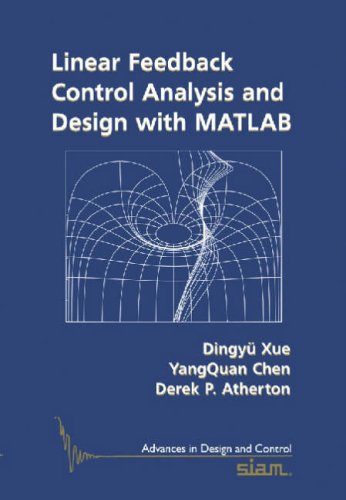 Linear Feedback
Control Analysis and
Design with MATLAB
Dingyü Xue
YangQuan Chen
Derek P. Atherton
Advances in Design and Control
siam